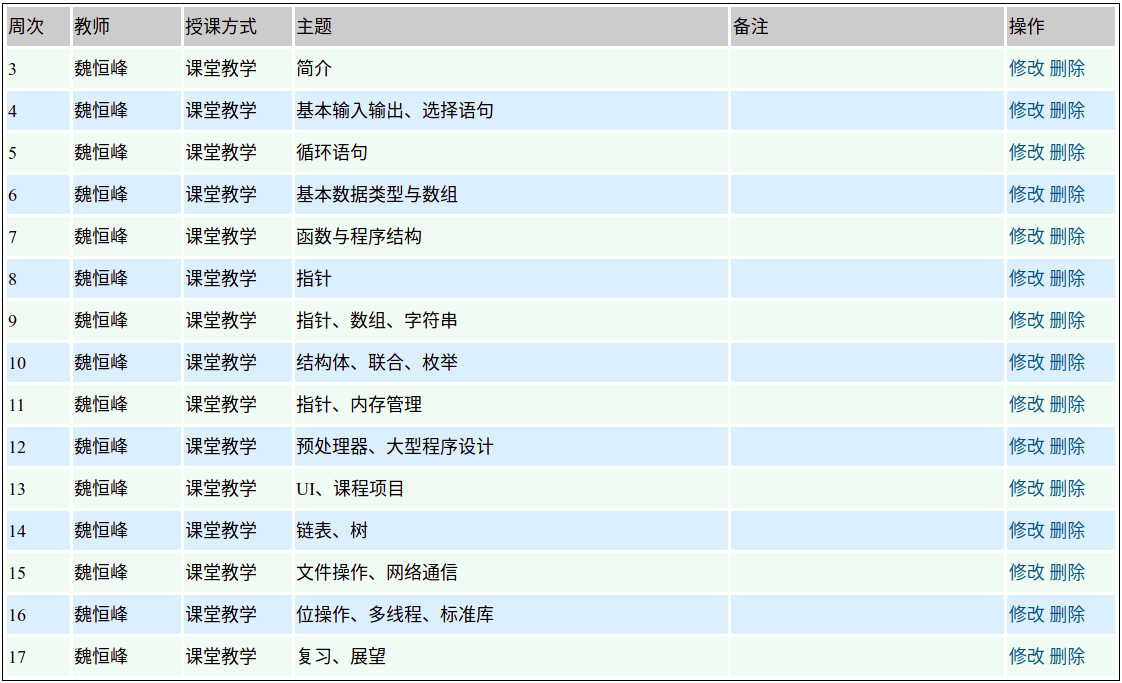 周次 教师 授课方式 主题 备注 操作
3 魏恒峰 课堂教学 简介 修改 删除
4 魏恒峰 课堂教学 基本输入输出、选择语句 修改 删除
5 魏恒峰 课堂教学 循环语句 修改 删除
6 魏恒峰 课堂教学 基本数据类型与数组 修改 删除
7 魏恒峰 课堂教学 函数与程序结构 修改 删除
8 魏恒峰 课堂教学 指针 修改 删除
9 魏恒峰 课堂教学 指针、数组、字符串 修改 删除
10 魏恒峰 课堂教学 结构体、联合、枚举 修改 删除
11 魏恒峰 课堂教学 指针、内存管理 修改 删除
12 魏恒峰 课堂教学 预处理器、大型程序设计 修改 删除
13 魏恒峰 课堂教学 UI、课程项目 修改 删除
14 魏恒峰 课堂教学 链表、树 修改 删除
15 魏恒峰 课堂教学 文件操作、网络通信 修改 删除
16 魏恒峰 课堂教学 位操作、多线程、标准库 修改 删除
17 魏恒峰 课堂教学 复习、展望 修改 删除